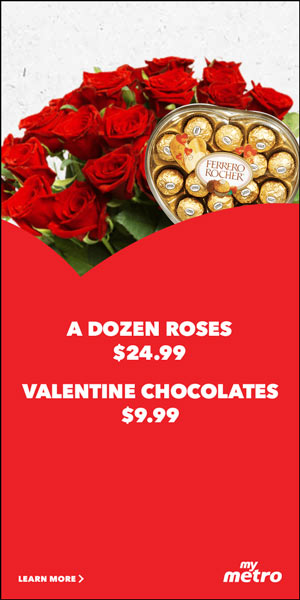 FERRERO
ROCHER
A DOZEN ROSES
$24.99
VALENTINE CHOCOLATES
$9.99
LEARN MORE >
my
metro